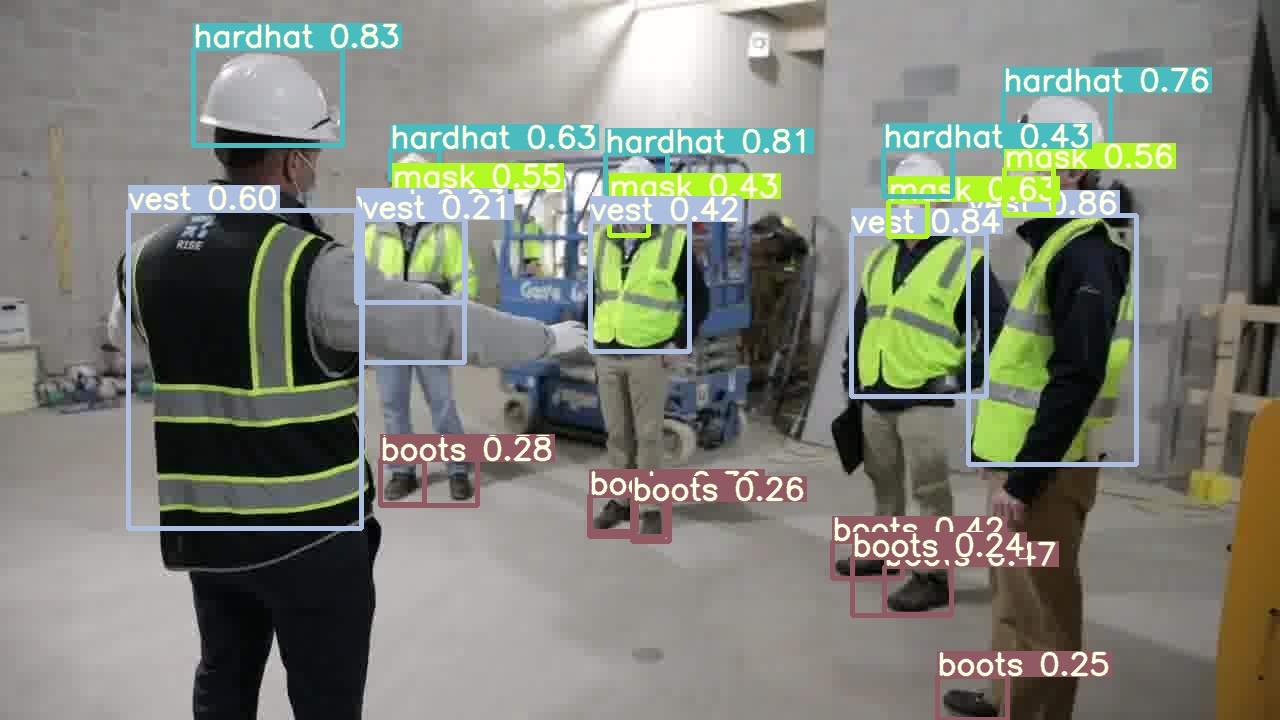 hardhat 0.83
hardhat 0.76
hardhat 0.63
hardhat 0.81
hardhat 0.43
mask 0.56
mask 0.55
mask 0.43
mask 0.63
vest 0.60
vest 0.21
vest 0.42
vest 0.84
0.86
RISE
boots 0.28
boots 0.26
boots 0.42
boots 0.24
boots 0.25